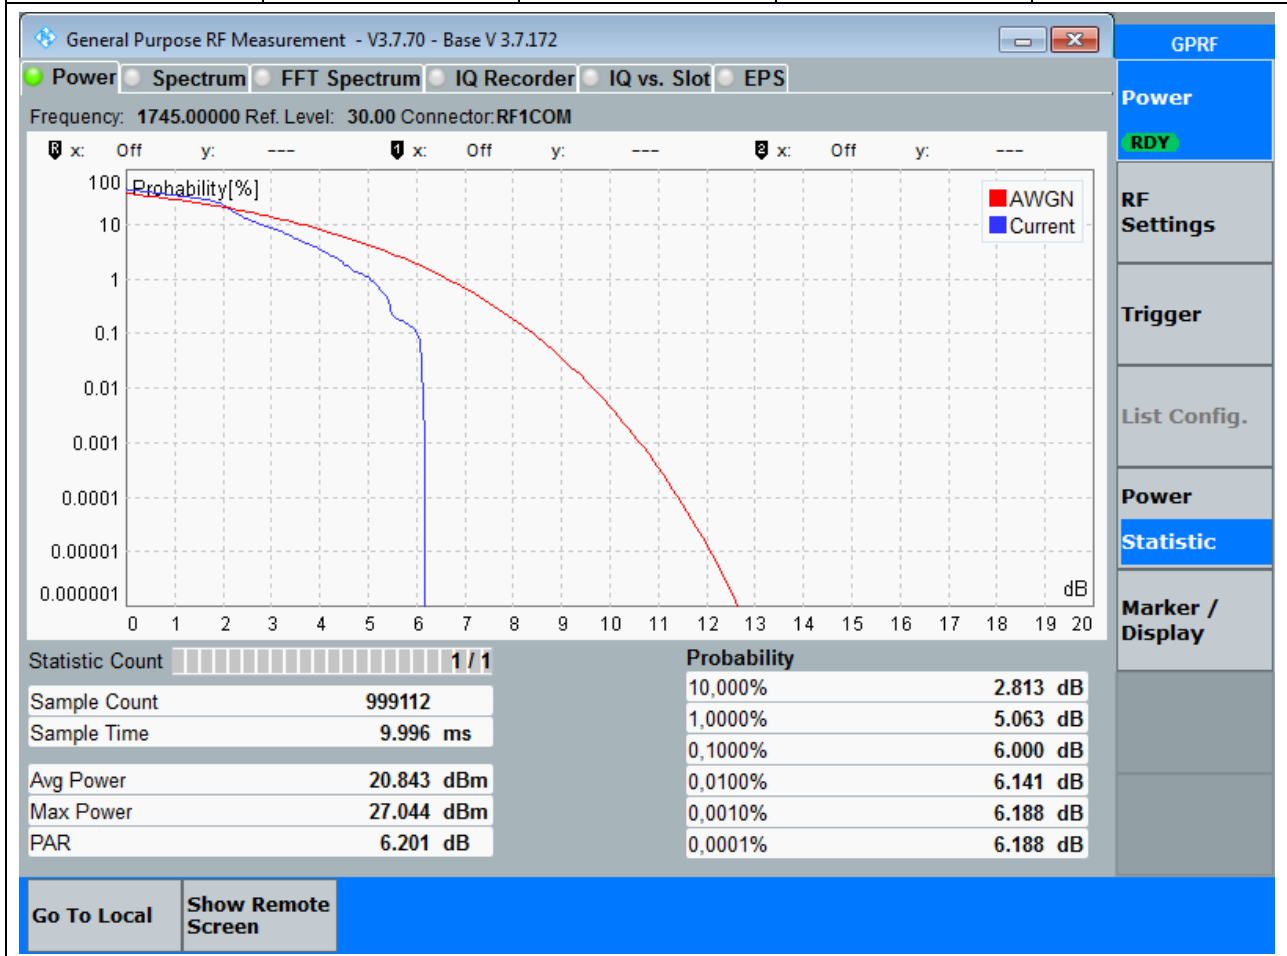 General Purpose RF Measurement - V3.7.70 - Base V 3.7.172
GPRF
Power Spectrum FFT Spectrum IQ Recorder IQ vs. Slot EPS
Frequency: 1745.00000 Ref. Level: 30.00 Connector: RF1COM
R x: Off y: --- 1 x: Off y: --- 2 x: Off y: ---
Probability[%]
100
10
1
0.1
0.01
0.001
0.0001
0.00001
0.000001
AWGN
Current
dB
0 1 2 3 4 5 6 7 8 9 10 11 12 13 14 15 16 17 18 19 20
Statistic Count 1 / 1
Sample Count 999112
Sample Time 9.996 ms
Avg Power 20.843 dBm
Max Power 27.044 dBm
PAR 6.201 dB
Probability
10,000% 2.813 dB
1,0000% 5.063 dB
0,1000% 6.000 dB
0,0100% 6.141 dB
0,0010% 6.188 dB
0,0001% 6.188 dB
Power
RDY
RF
Settings
Trigger
List Config.
Power
Statistic
Marker /
Display
Go To Local
Show Remote
Screen